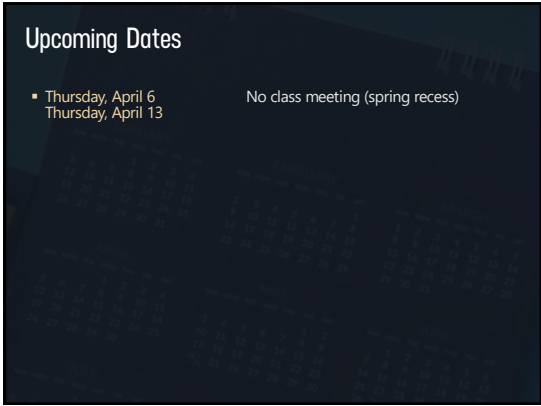 Upcoming Dates
▪ Thursday, April 6 No class meeting (spring recess)
Thursday, April 13